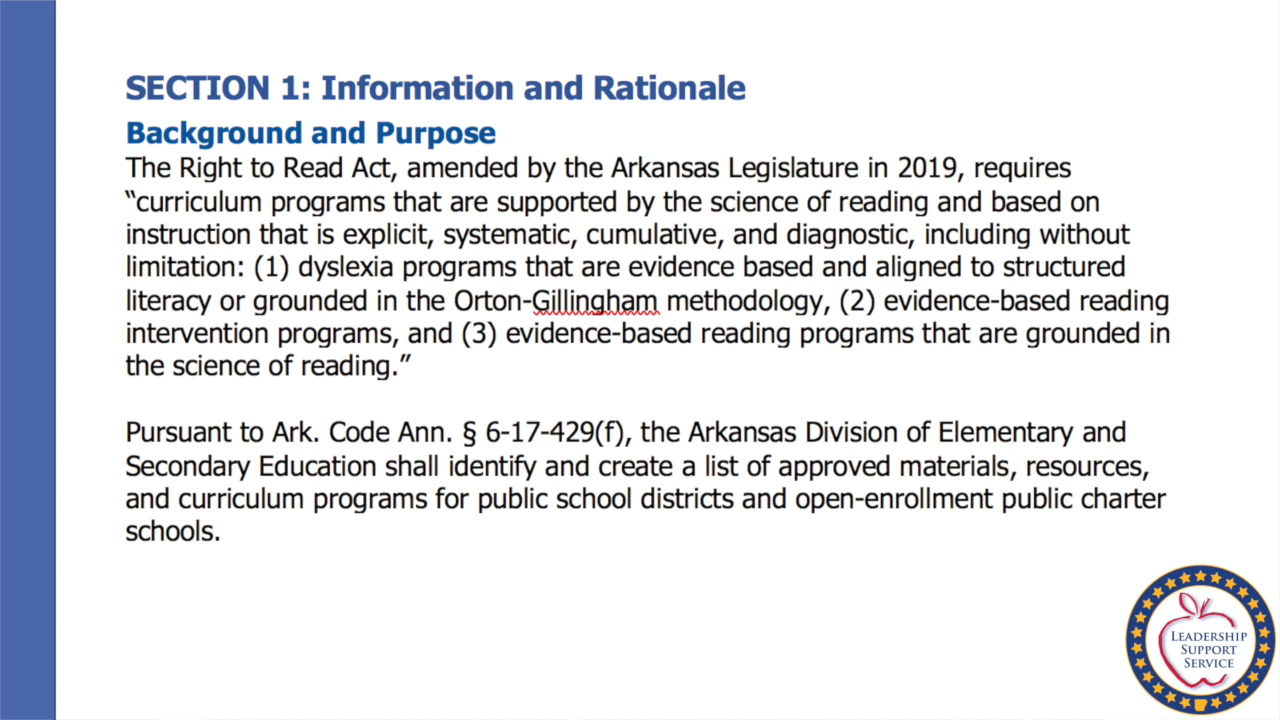 SECTION 1: Information and Rationale
Background and Purpose
The Right to Read Act, amended by the Arkansas Legislature in 2019, requires
“curriculum programs that are supported by the science of reading and based on
instruction that is explicit, systematic, cumulative, and diagnostic, including without
limitation: (1) dyslexia programs that are evidence based and aligned to structured
literacy or grounded in the Orton-Gillingham methodology, (2) evidence-based reading
intervention programs, and (3) evidence-based reading programs that are grounded in
the science of reading.”
Pursuant to Ark. Code Ann. § 6-17-429(f), the Arkansas Division of Elementary and
Secondary Education shall identify and create a list of approved materials, resources,
and curriculum programs for public school districts and open-enrollment public charter
schools.
LEADERSHIP
SUPPORT
SERVICE